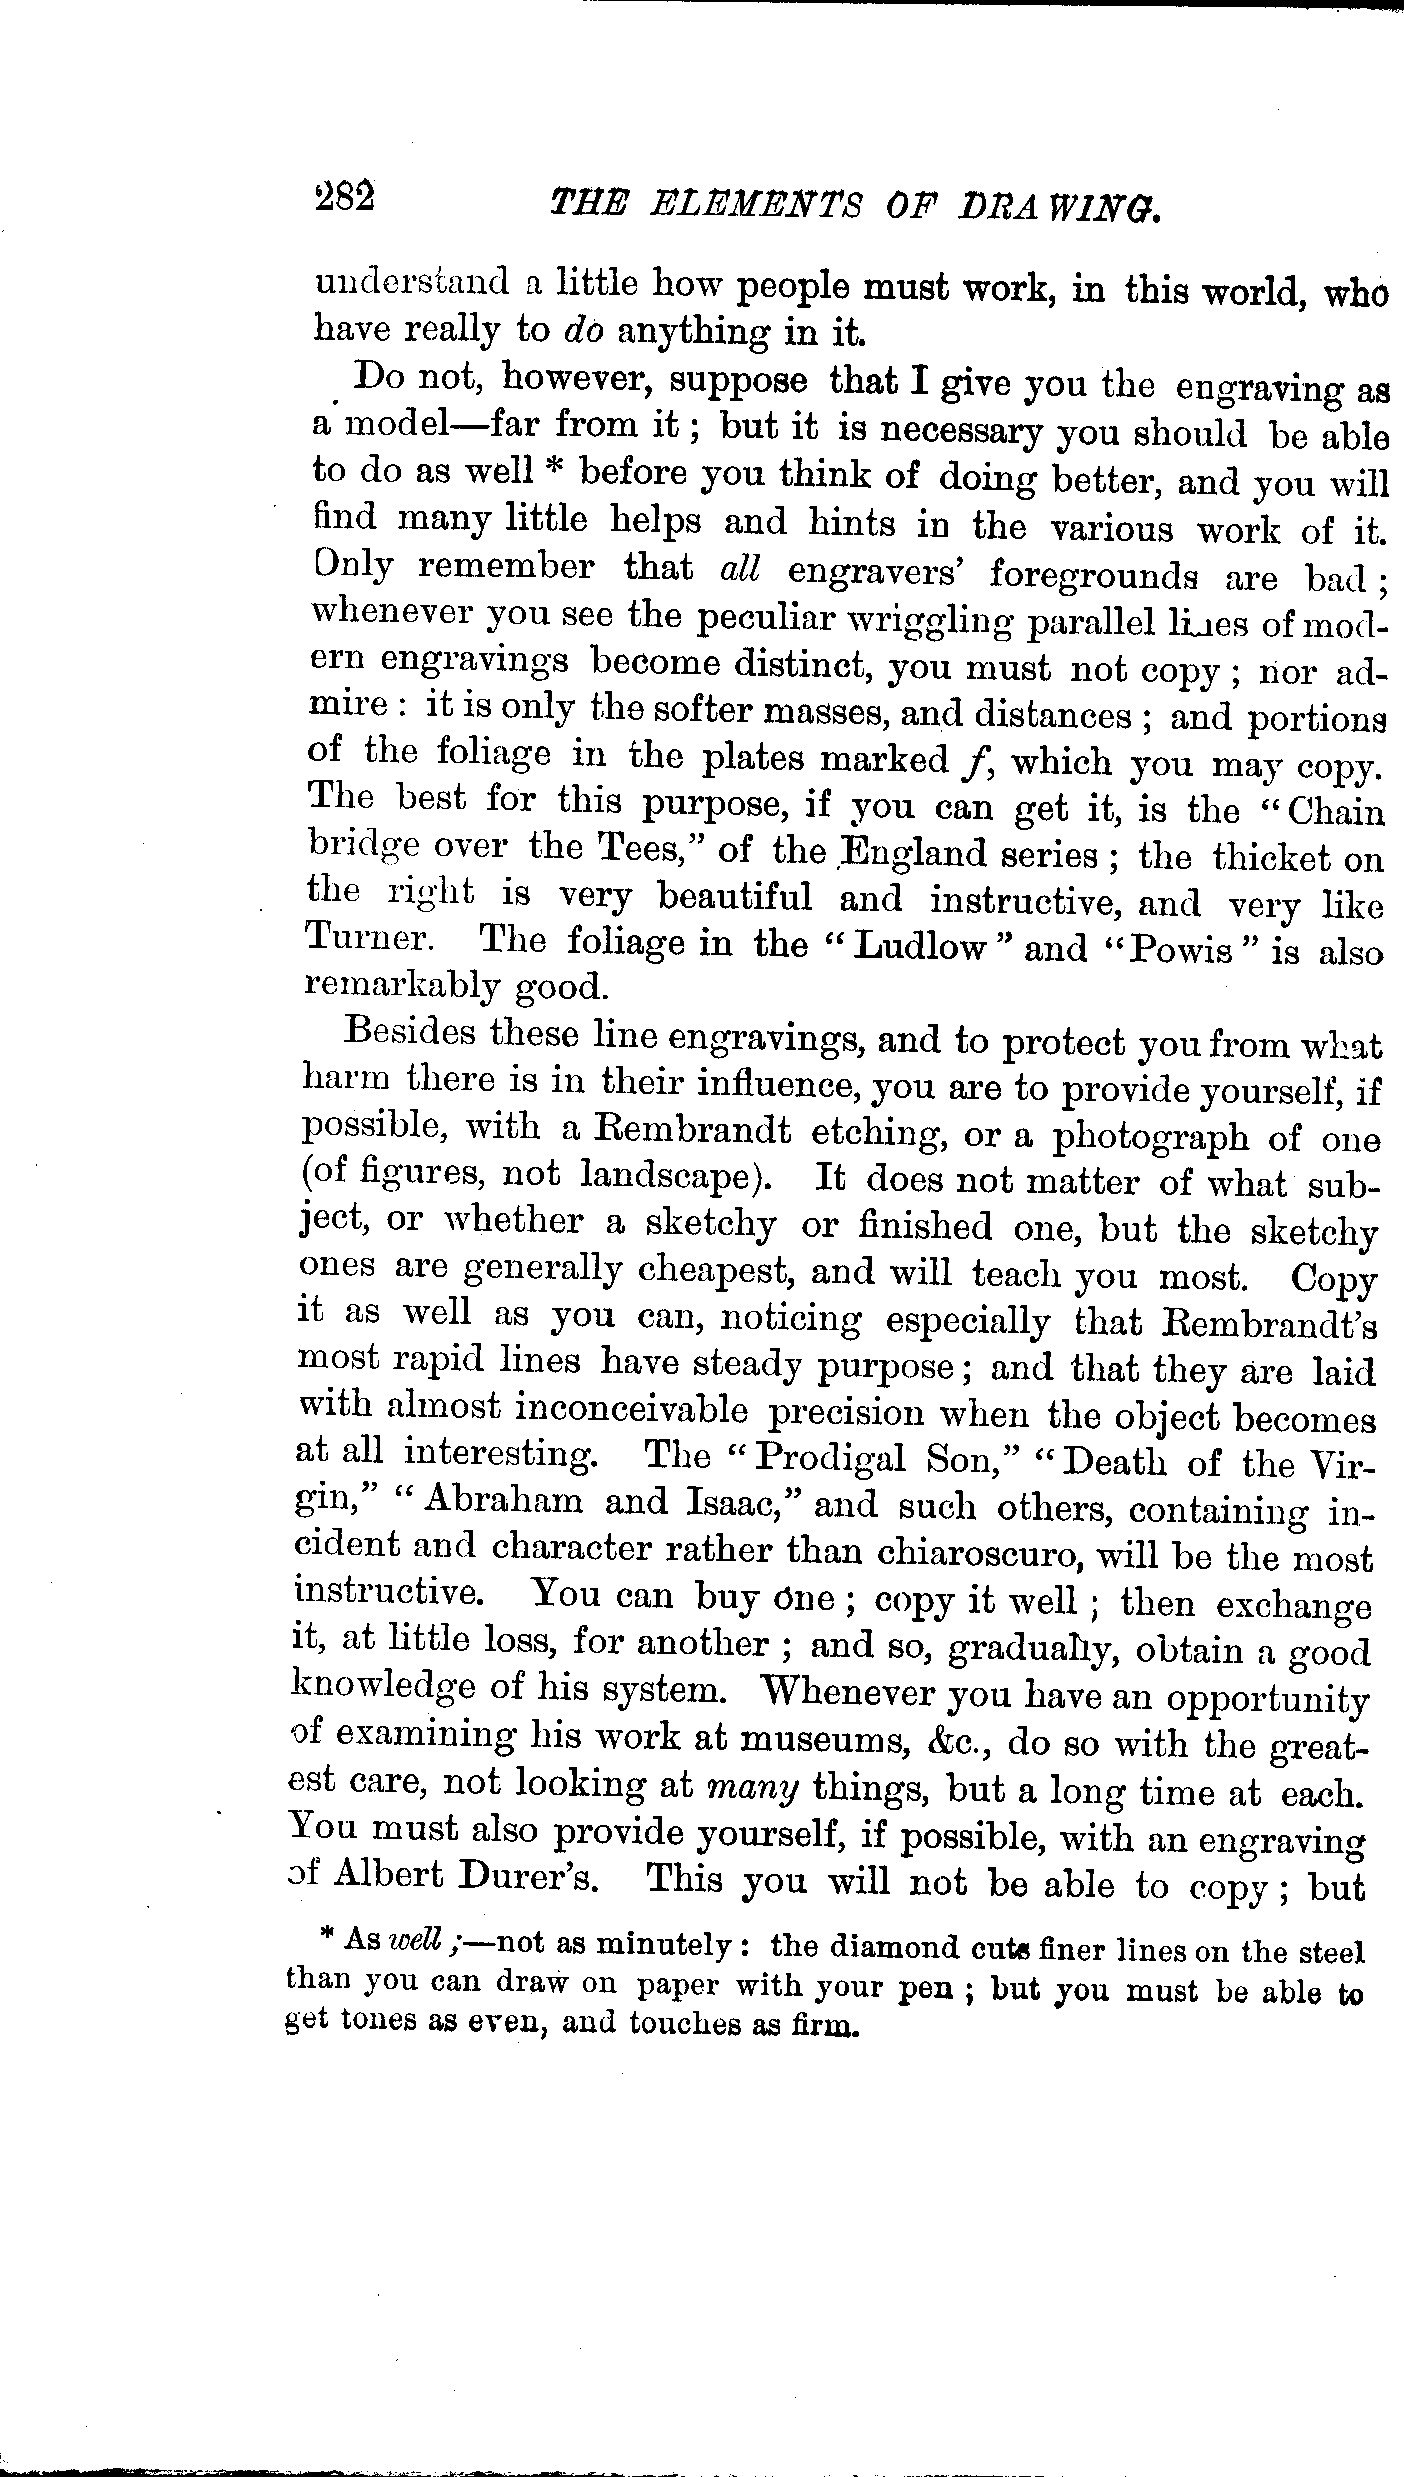 282 THE ELEMENTS OF DRAWING.
understand a little how people must work, in this world, who
have really to do anything in it.
Do not, however, suppose that I give you the engraving as
a model—far from it; but it is necessary you should be able
to do as well * before you think of doing better, and you will
find many little helps and hints in the various work of it.
Only remember that all engravers' foregrounds are bad;
whenever you see the peculiar wriggling parallel lines of mod-
ern engravings become distinct, you must not copy; nor ad-
mire: it is only the softer masses, and distances; and portions
of the foliage in the plates marked f, which you may copy.
The best for this purpose, if you can get it, is the "Chain
bridge over the Tees," of the England series; the thicket on
the right is very beautiful and instructive, and very like
Turner. The foliage in the "Ludlow" and "Powis" is also
remarkably good.
Besides these line engravings, and to protect you from what
harm there is in their influence, you are to provide yourself, if
possible, with a Rembrandt etching, or a photograph of one
(of figures, not landscape). It does not matter of what sub-
ject, or whether a sketchy or finished one, but the sketchy
ones are generally cheapest, and will teach you most. Copy
it as well as you can, noticing especially that Rembrandt's
most rapid lines have steady purpose; and that they are laid
with almost inconceivable precision when the object becomes
at all interesting. The "Prodigal Son," "Death of the Vir-
gin," "Abraham and Isaac," and such others, containing in-
cident and character rather than chiaroscuro, will be the most
instructive. You can buy one; copy it well; then exchange
it, at little loss, for another; and so, gradually, obtain a good
knowledge of his system. Whenever you have an opportunity
of examining his work at museums, &c., do so with the great-
est care, not looking at many things, but a long time at each.
You must also provide yourself, if possible, with an engraving
of Albert Durer's. This you will not be able to copy; but
* As well;—not as minutely: the diamond cuts finer lines on the steel
than you can draw on paper with your pen; but you must be able to
get tones as even, and touches as firm.